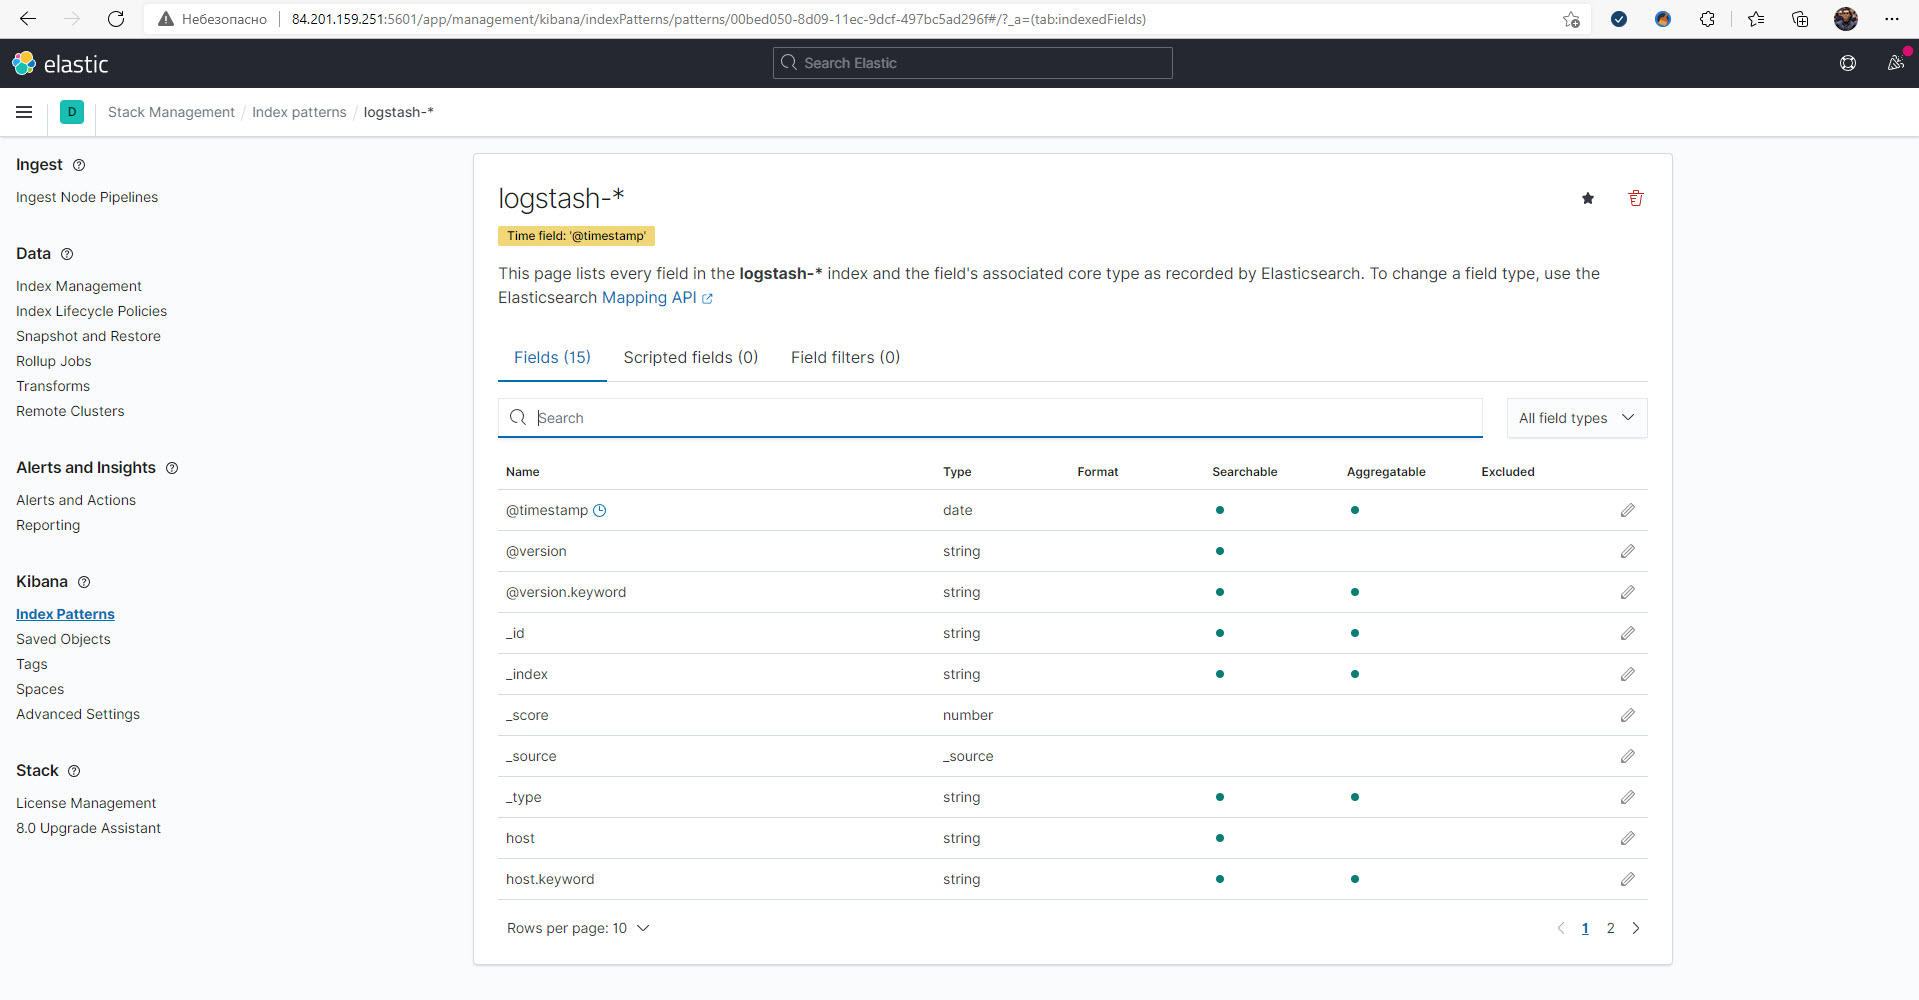 Небезопасно 84.201.159.251:5601/app/management/kibana/indexPatterns/patterns/00bed050-8d09-11ec-9dcf-497bc5ad296f#/?_a=(tab:indexedFields)
elastic Search Elastic
D Stack Management / Index patterns / logstash-*
Ingest
Ingest Node Pipelines
Data
Index Management
Index Lifecycle Policies
Snapshot and Restore
Rollup Jobs
Transforms
Remote Clusters
Alerts and Insights
Alerts and Actions
Reporting
Kibana
Index Patterns
Saved Objects
Tags
Spaces
Advanced Settings
Stack
License Management
8.0 Upgrade Assistant
logstash-*
Time field: '@timestamp'
This page lists every field in the logstash-* index and the field's associated core type as recorded by Elasticsearch. To change a field type, use the
Elasticsearch Mapping API
Fields (15) Scripted fields (0) Field filters (0)
Search All field types
Name Type Format Searchable Aggregatable Excluded
@timestamp date
@version string
@version.keyword string
_id string
_index string
_score number
_source _source
_type string
host string
host.keyword string
Rows per page: 10 1 2